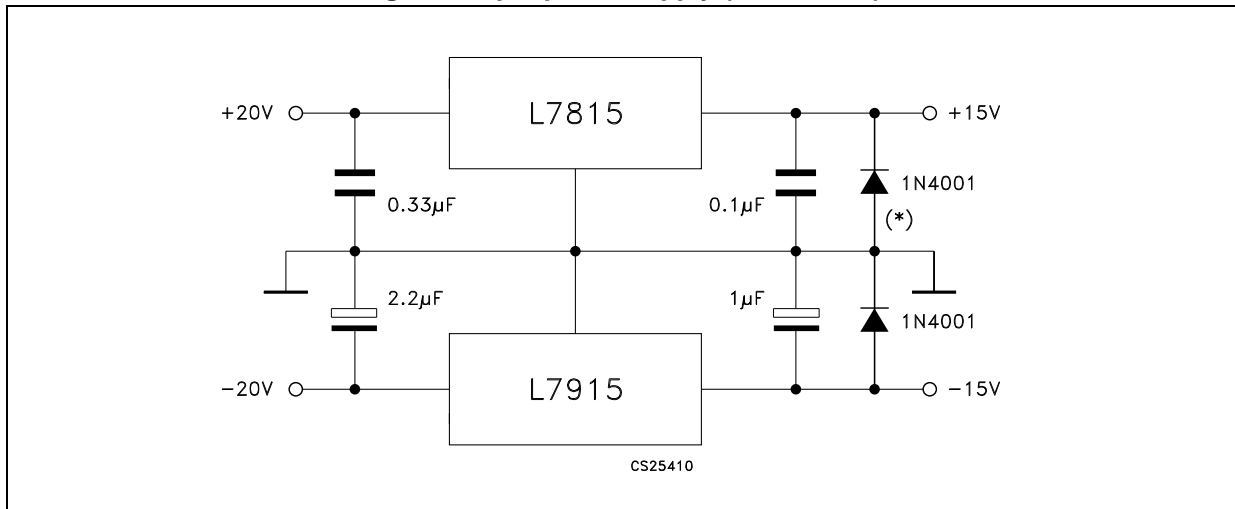 +20V
L7815
+15V
0.33µF
0.1µF
1N4001
(*)
2.2µF
1µF
1N4001
-20V
L7915
-15V
CS25410